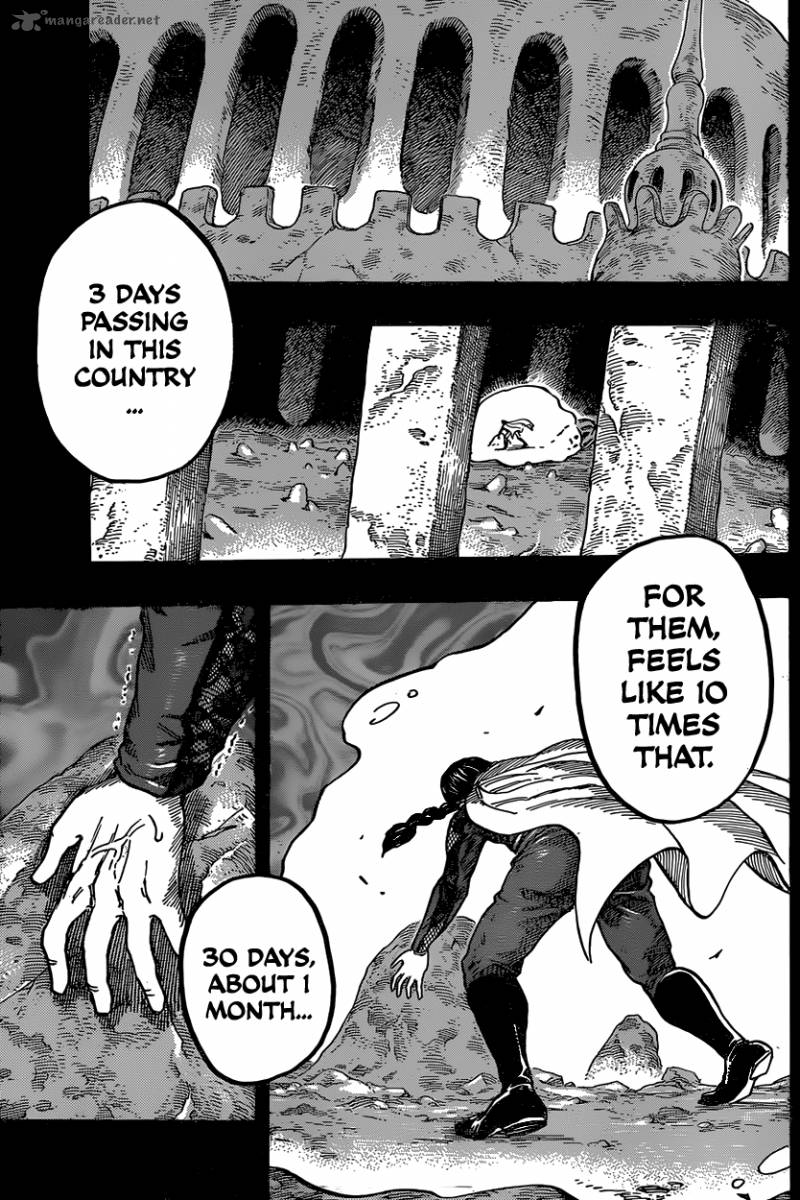 mangareader.net
3 DAYS
PASSING
IN THIS
COUNTRY
...
FOR
THEM,
FEELS
LIKE 10
TIMES
THAT.
30 DAYS,
ABOUT 1
MONTH...